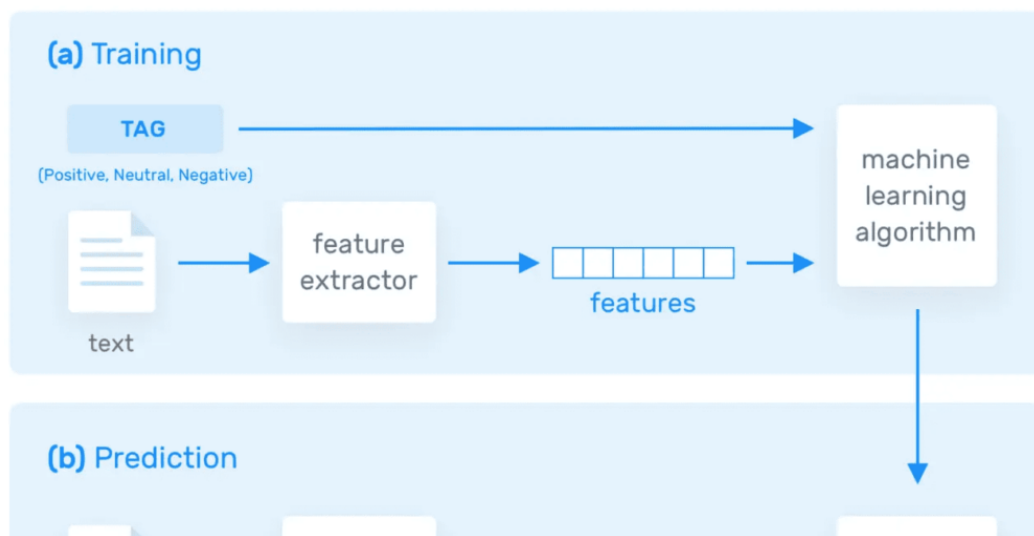 (a) Training
TAG
(Positive, Neutral, Negative)
machine
learning
algorithm
feature
extractor
features
text
(b) Prediction